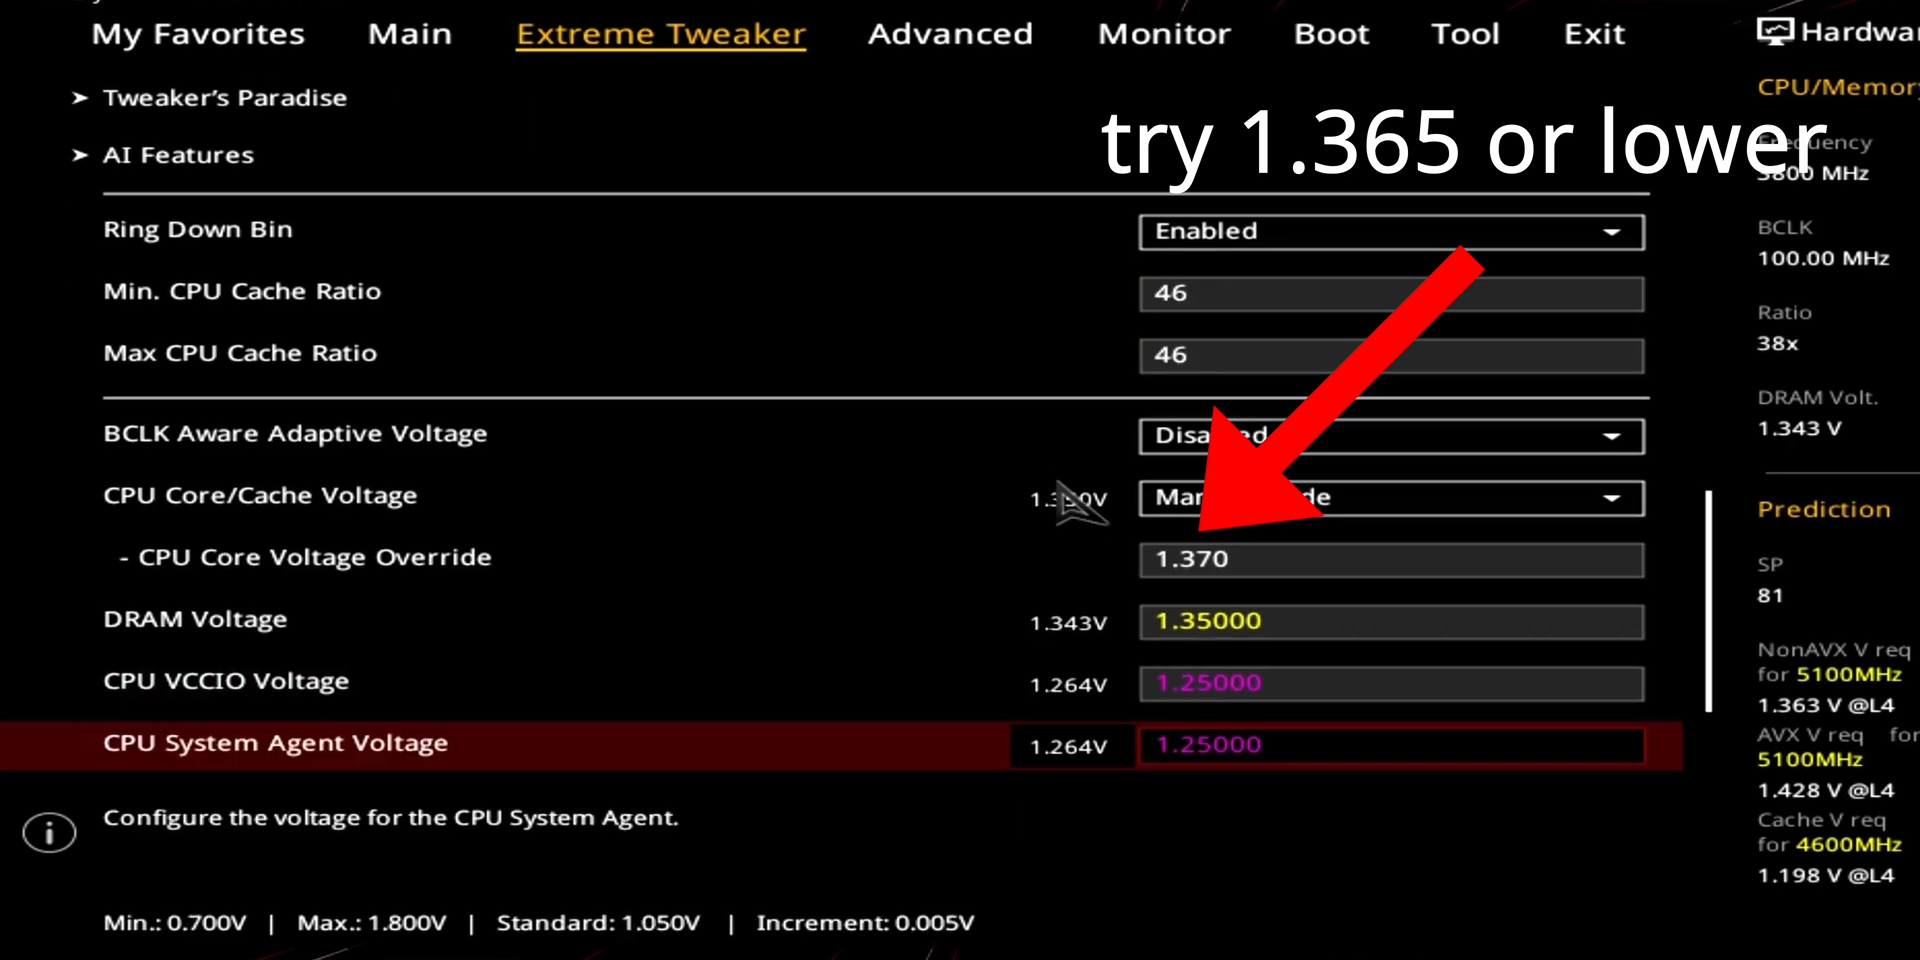 My Favorites Main Extreme Tweaker Advanced Monitor Boot Tool Exit
Tweaker's Paradise
AI Features
try 1.365 or lower
Ring Down Bin Enabled
Min. CPU Cache Ratio 46
Max CPU Cache Ratio 46
BCLK Aware Adaptive Voltage
CPU Core/Cache Voltage
- CPU Core Voltage Override 1.370
DRAM Voltage 1.343V 1.35000
CPU VCCIO Voltage 1.264V 1.25000
CPU System Agent Voltage 1.264V 1.25000
Configure the voltage for the CPU System Agent.
Min.: 0.700V | Max.: 1.800V | Standard: 1.050V | Increment: 0.005V
CPU/Memory
MHz
BCLK
100.00 MHz
Ratio
38x
DRAM Volt.
1.343 V
Prediction
SP
81
NonAVX V req
for 5100MHz
1.363 V @L4
AVX V req for
5100MHz
1.428 V @L4
Cache V req
for 4600MHz
1.198 V @L4